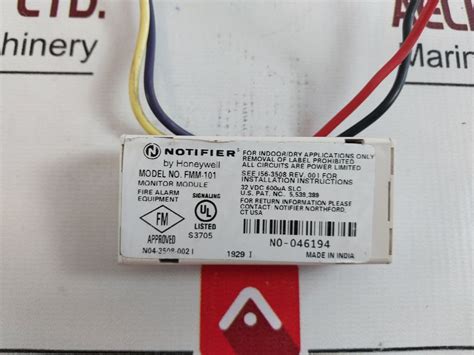 LTD.
hinery
AEL
Marin
NOTIFIER®
by Honeywell
MODEL NO. FMM-101
MONITOR MODULE
FIRE ALARM
EQUIPMENT
SIGNALING
FM
APPROVED
UL
LISTED
S3705
N04-3508-002 I
1929 I
FOR INDOOR/DRY APPLICATIONS ONLY
REMOVAL OF LABEL PROHIBITED
ALL CIRCUITS ARE POWER LIMITED
SEE I56-3508 REV. 001 FOR
INSTALLATION INSTRUCTIONS
32 VDC 600uA SLC
U.S. PAT. NC. 5,539,389
FOR RETURN INFORMATION PLEASE
CONTACT: NOTIFIER NORTHFORD,
CT USA
NO-046194
MADE IN INDIA